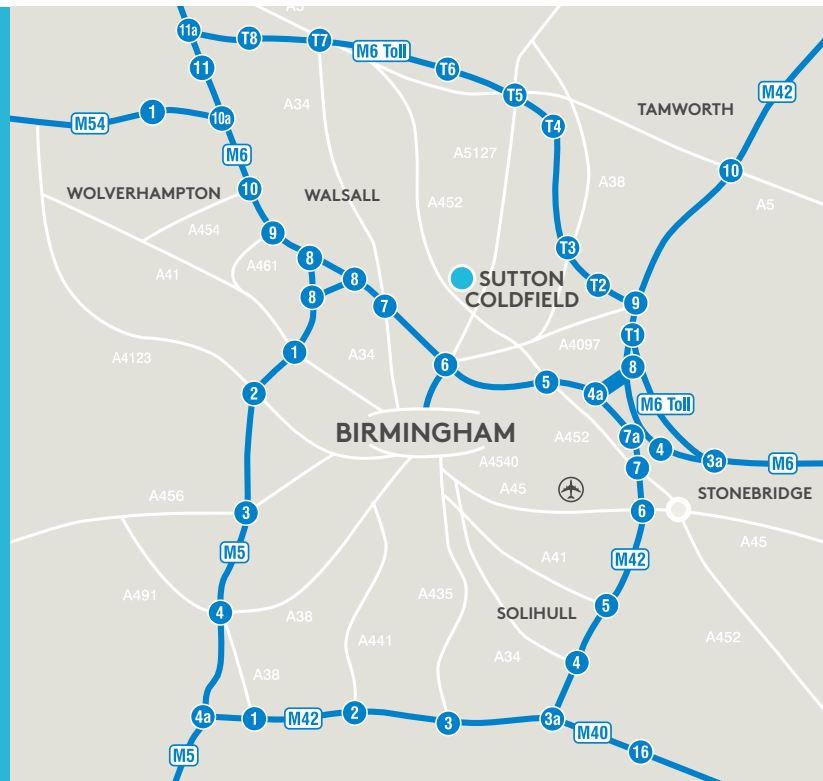 A5
11a
T8
T7
M6 Toll
11
T6
T5
M42
A34
TAMWORTH
1
M54
10a
T4
M6
A5127
10
WOLVERHAMPTON
10
WALSALL
A38
A5
A452
A454
9
T3
8
A461
A41
8
SUTTON
COLDFIELD
T2
8
7
9
T1
A4123
1
A34
A4097
6
8
2
5
4a
M6 Toll
BIRMINGHAM
A452
7a
4
3a
M6
A4540
7
A45
STONEBRIDGE
A456
3
6
A45
M5
A41
M42
A491
A435
5
4
A38
SOLIHULL
A441
A452
A34
4
A38
4a
1
M42
2
3
3a
M40
M5
16